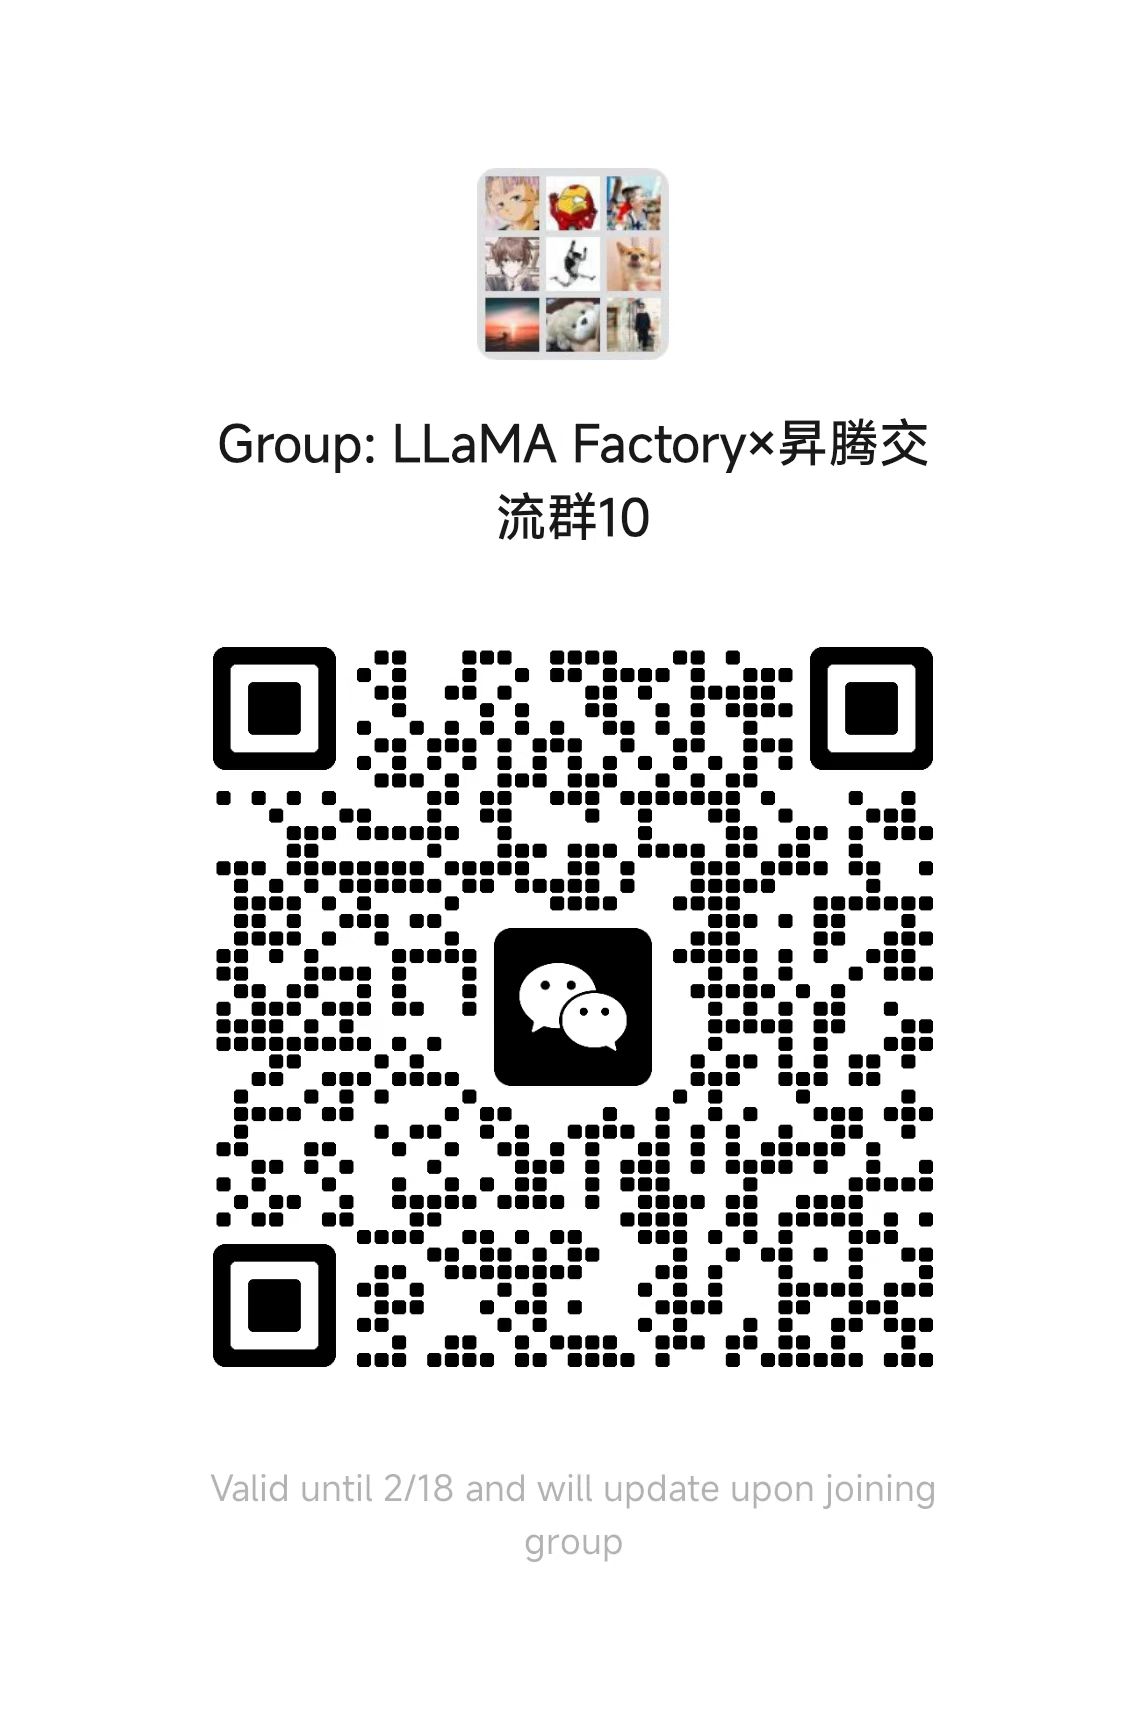 Group: LLaMA Factory×昇腾交
流群10
Valid until 2/18 and will update upon joining
group